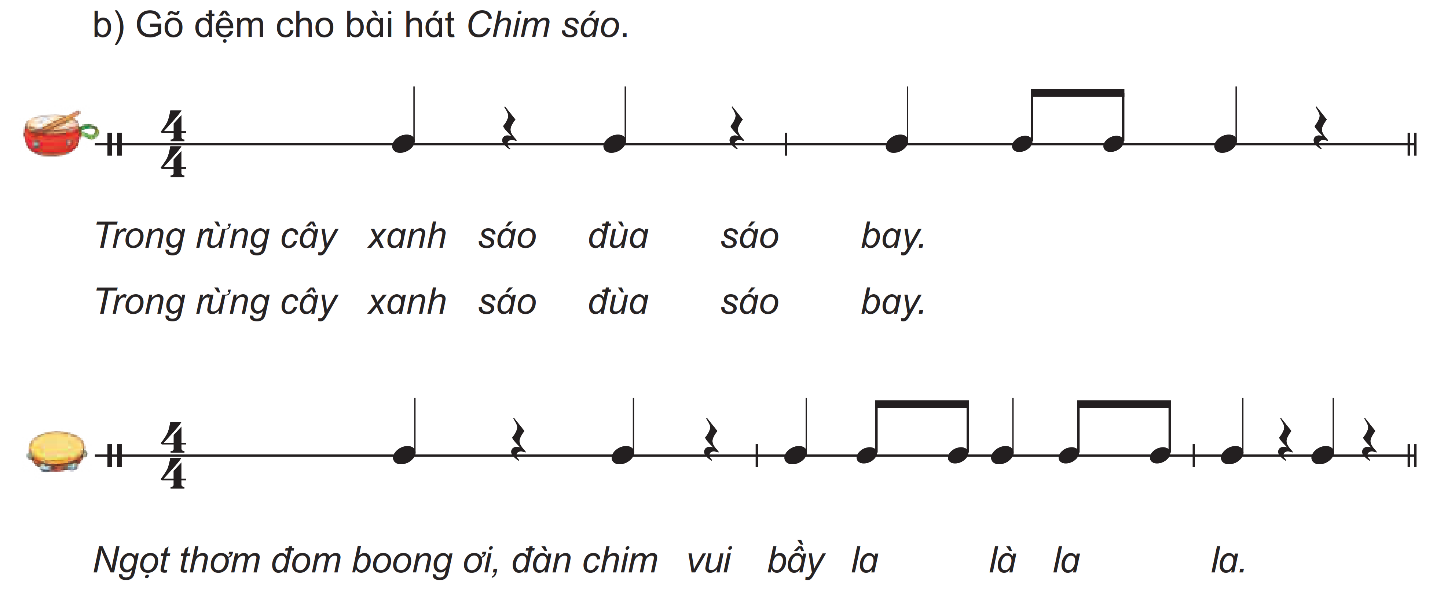 b) Gõ đệm cho bài hát Chim sáo.
4
4
Trong rừng cây xanh sáo đùa sáo bay.
Trong rừng cây xanh sáo đùa sáo bay.
4
4
Ngọt thơm đom boong ơi, đàn chim vui bầy la là la la.